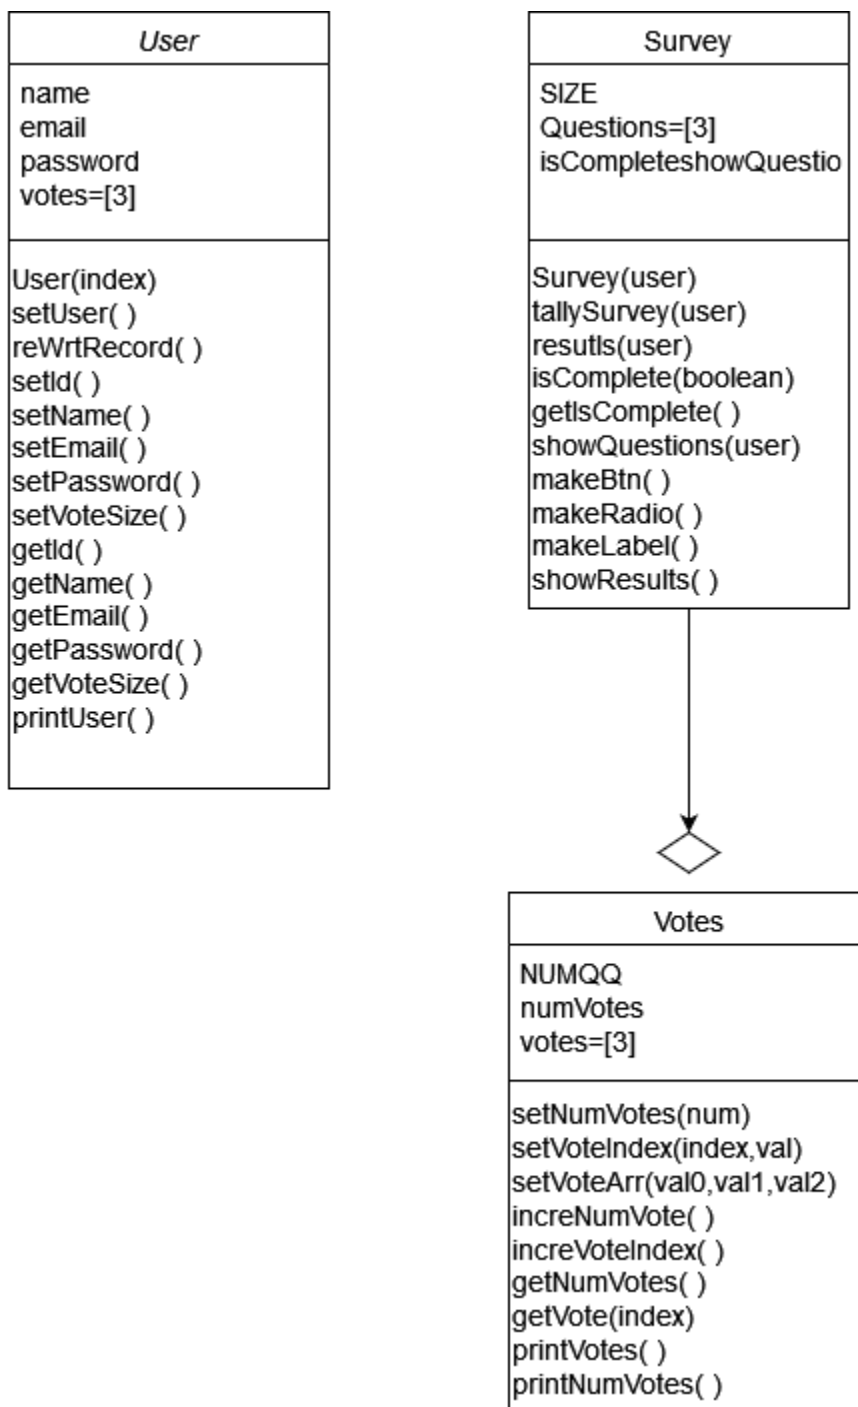 User
name
email
password
votes=[3]
User(index)
setUser( )
reWrtRecord( )
setId( )
setName( )
setEmail( )
setPassword( )
setVoteSize( )
getId( )
getName( )
getEmail( )
getPassword( )
getVoteSize( )
printUser( )
Survey
SIZE
Questions=[3]
isCompleteshowQuestio
Survey(user)
tallySurvey(user)
resutls(user)
isComplete(boolean)
getIsComplete( )
showQuestions(user)
makeBtn( )
makeRadio( )
makeLabel( )
showResults( )
Votes
NUMQQ
numVotes
votes=[3]
setNumVotes(num)
setVoteIndex(index,val)
setVoteArr(val0,val1,val2)
increNumVote( )
increVoteIndex( )
getNumVotes( )
getVote(index)
printVotes( )
printNumVotes( )